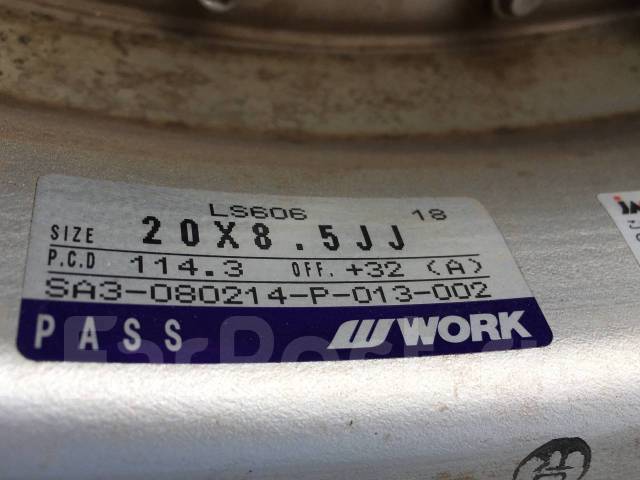 LS606 18
SIZE 20X8.5JJ
P.C.D 114.3 OFF. +32 (A)
SA3-080214-P-013-002
PASS WORK